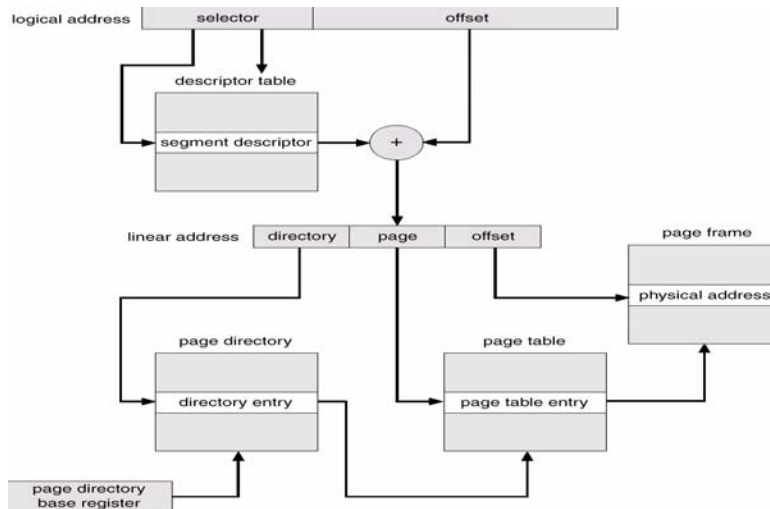 logical address
selector
offset
descriptor table
segment descriptor
+
linear address
directory
page
offset
page frame
physical address
page directory
page table
directory entry
page table entry
page directory
base register